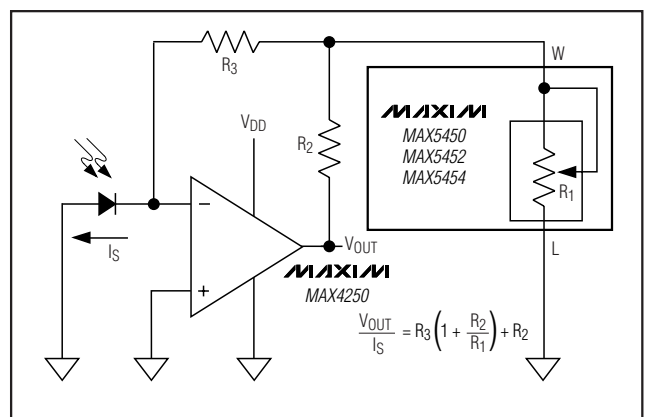 R3
W
VDD
MAXIM
MAX5450
MAX5452
MAX5454
R2
R1
−
IS
VOUT
L
+
MAXIM
MAX4250
VOUT/IS = R3(1 + R2/R1) + R2